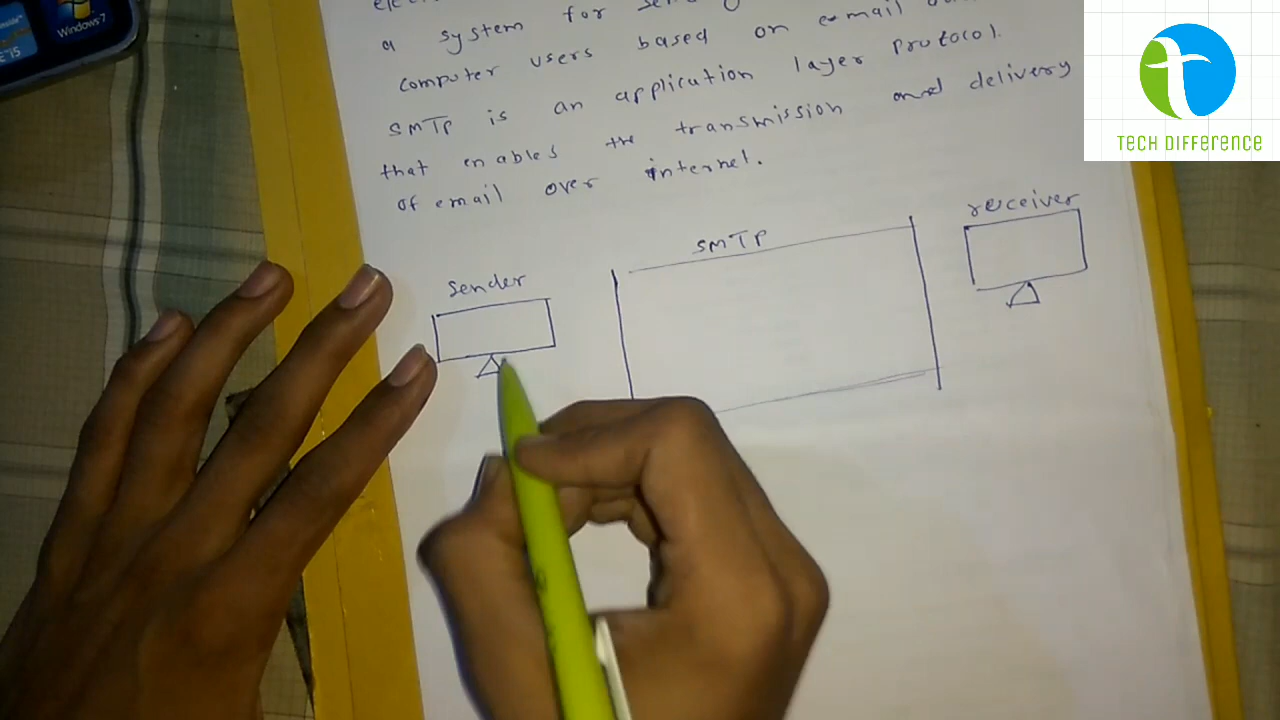 a system for
computer users based on e-mail
SMTP is an application layer protocol.
that enables the transmission and delivery
of email over internet.
SMTP
receiver
sender
Windows 7
TECH DIFFERENCE